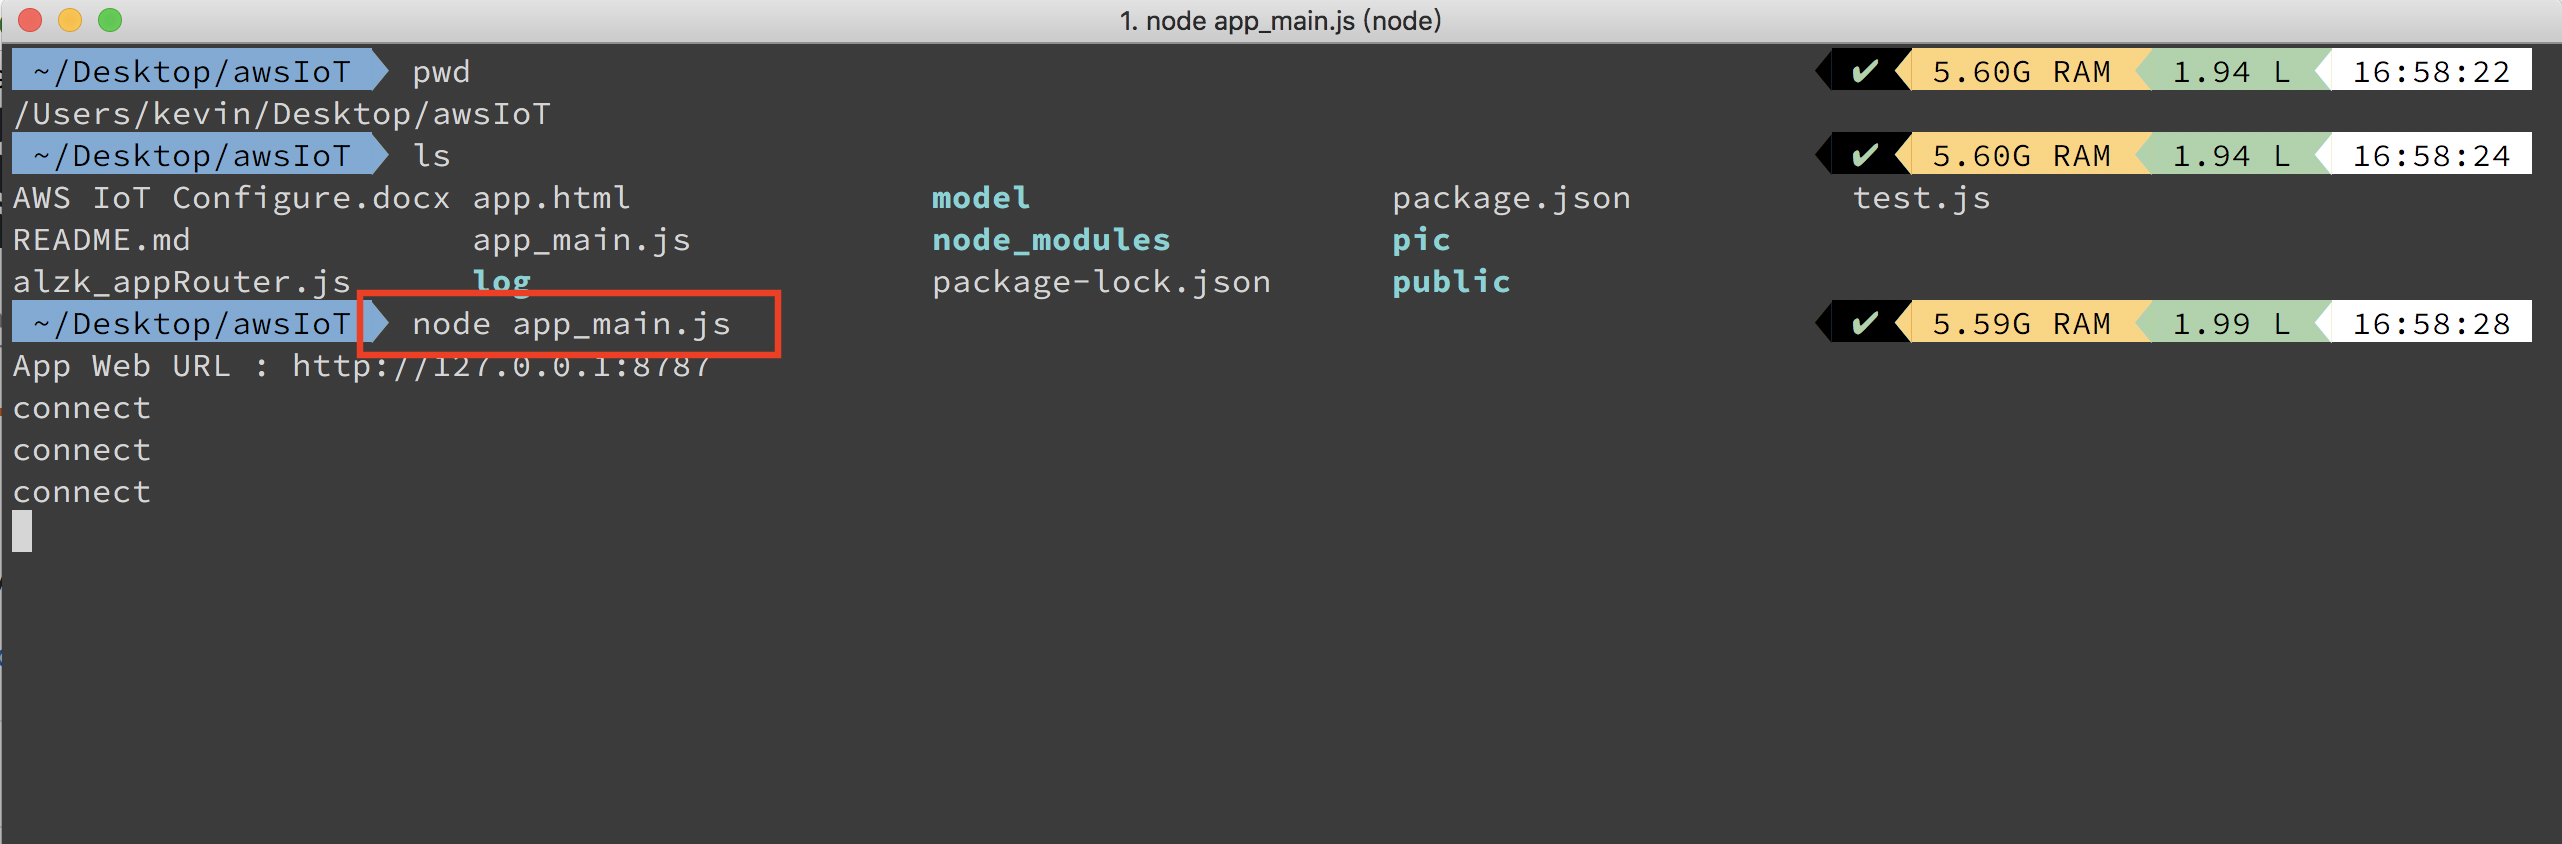 1. node app_main.js (node)
~/Desktop/awsIoT pwd ✔ 5.60G RAM 1.94 L 16:58:22
/Users/kevin/Desktop/awsIoT
~/Desktop/awsIoT ls ✔ 5.60G RAM 1.94 L 16:58:24
AWS IoT Configure.docx app.html model package.json test.js
README.md app_main.js node_modules pic
alzk_appRouter.js log package-lock.json public
~/Desktop/awsIoT node app_main.js ✔ 5.59G RAM 1.99 L 16:58:28
App Web URL : http://127.0.0.1:8787
connect
connect
connect